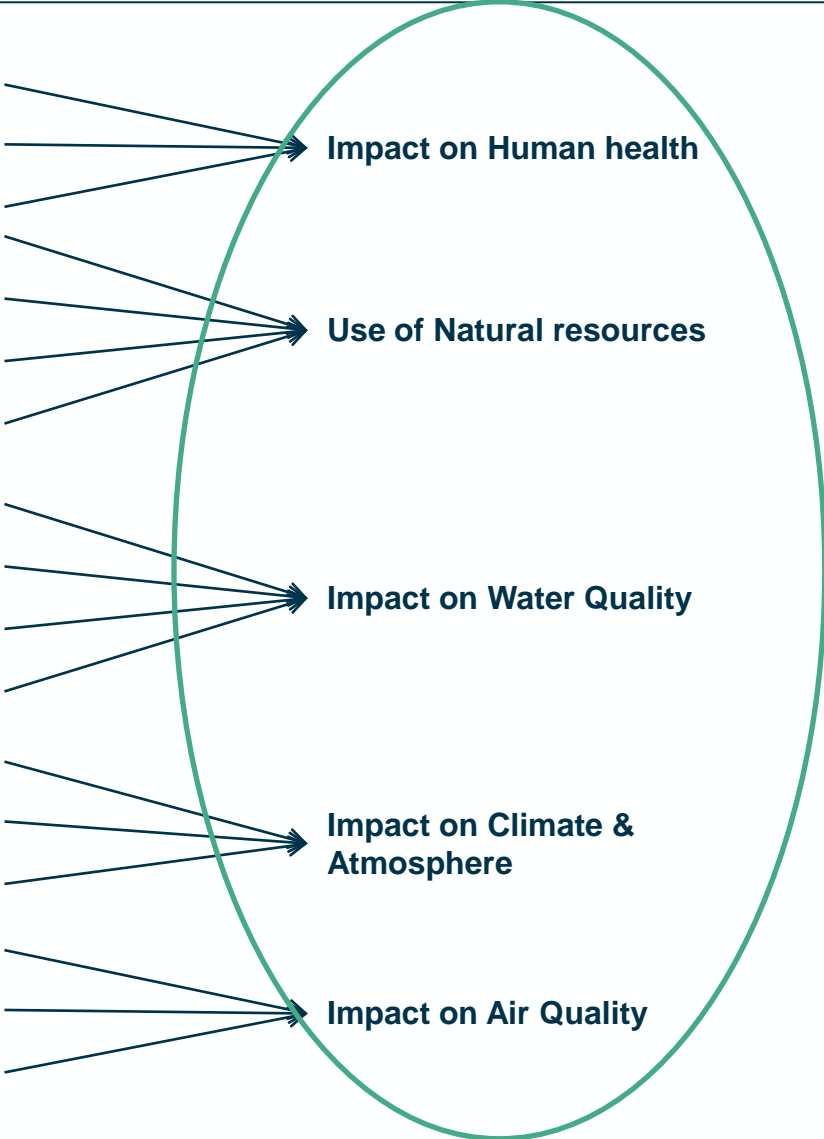 Impact on Human health
Use of Natural resources
Impact on Water Quality
Impact on Climate &
Atmosphere
Impact on Air Quality